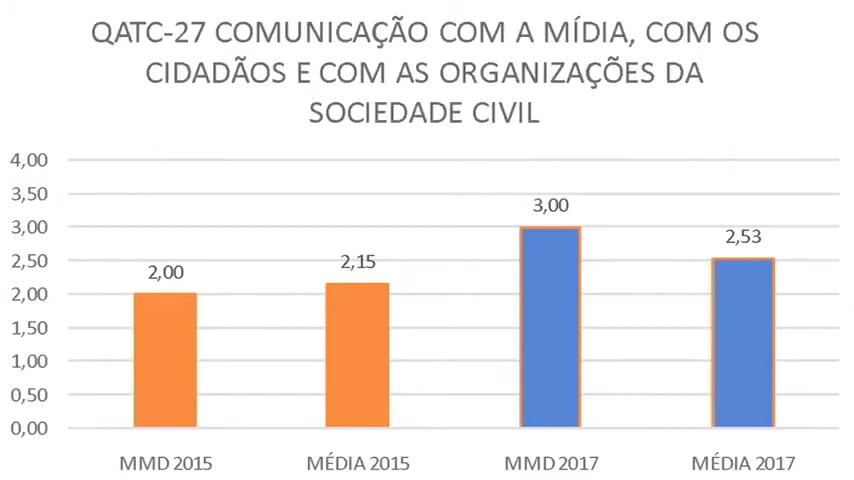 QATC-27 COMUNICAÇÃO COM A MÍDIA, COM OS
CIDADÃOS E COM AS ORGANIZAÇÕES DA
SOCIEDADE CIVIL
4,00
3,50
3,00
2,50
2,00
1,50
1,00
0,50
0,00
2,00
2,15
3,00
2,53
MMD 2015
MÉDIA 2015
MMD 2017
MÉDIA 2017